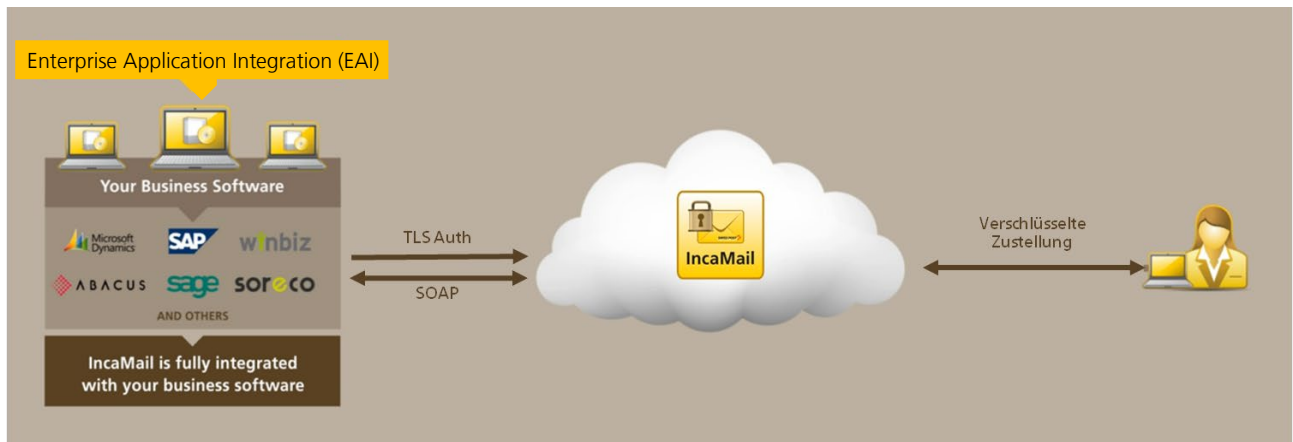 Enterprise Application Integration (EAI)
Your Business Software
Microsoft Dynamics
SAP
winbiz
ABACUS
sage
soreco
AND OTHERS
IncaMail is fully integrated
with your business software
TLS Auth
SOAP
IncaMail
Verschlüsselte
Zustellung